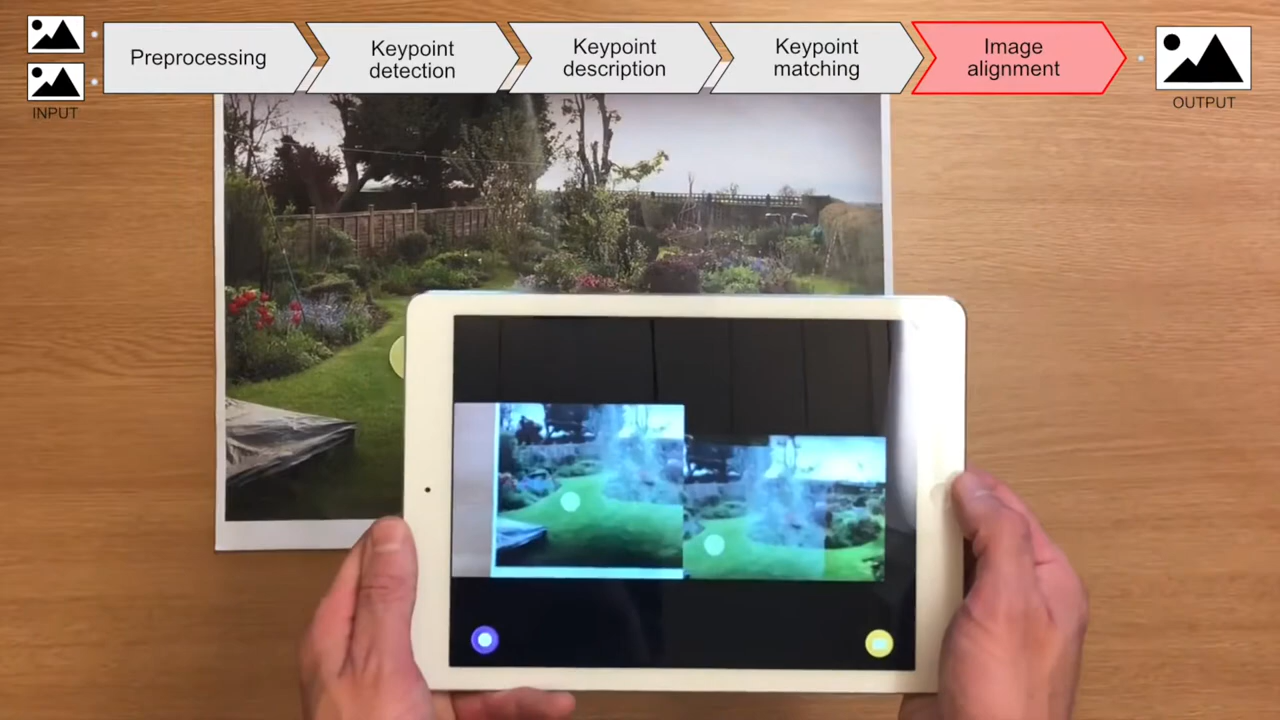 INPUT
Preprocessing
Keypoint
detection
Keypoint
description
Keypoint
matching
Image
alignment
OUTPUT